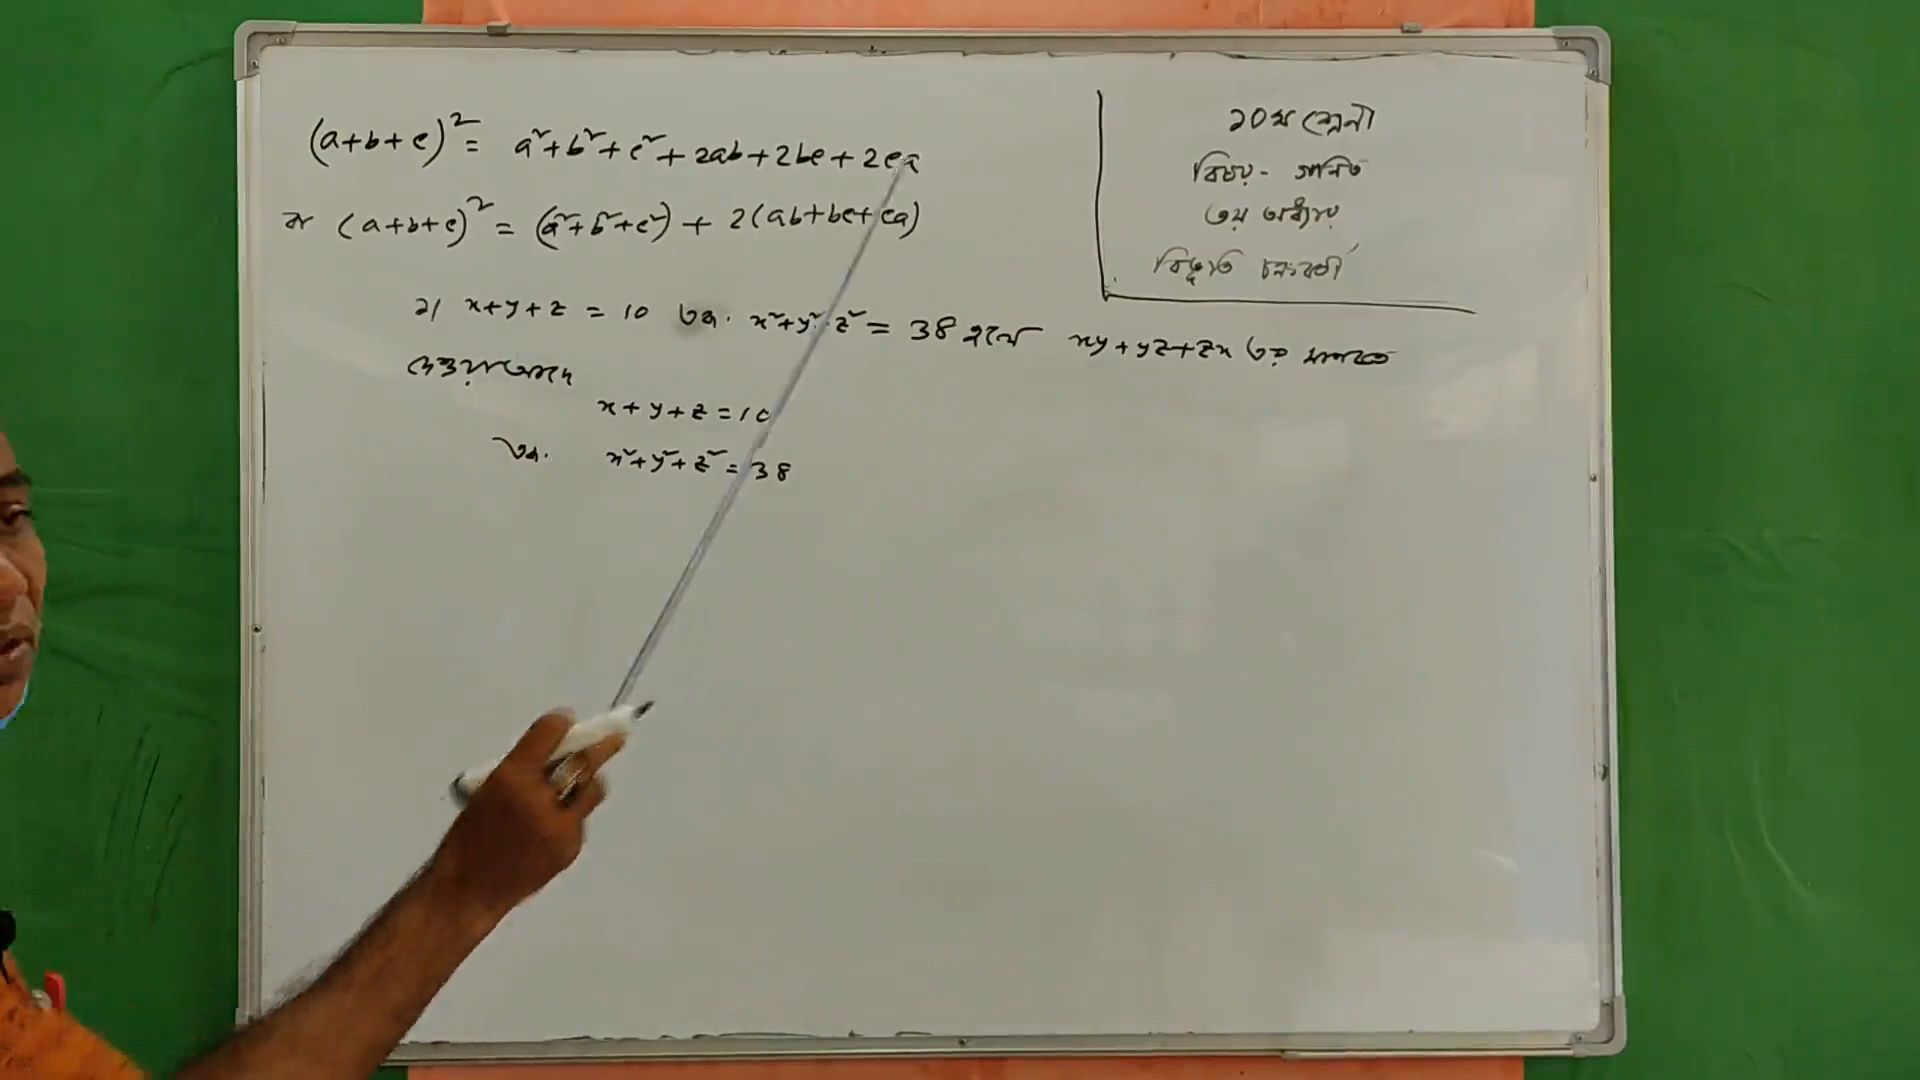 (a+b+c)² = a²+b²+c²+2ab+2bc+2ca
বা (a+b+c)² = (a²+b²+c²) + 2(ab+bc+ca)
১০ম শ্রেনী
বিষয়- গনিত
৩য় অধ্যায়
বিভূতি চক্রবর্তী
২। x+y+z = 10 এবং x²+y²+z² = 38 হলে xy+yz+zx এর মান কত
দেওয়া আছে
x+y+z=10
এবং x²+y²+z²=38